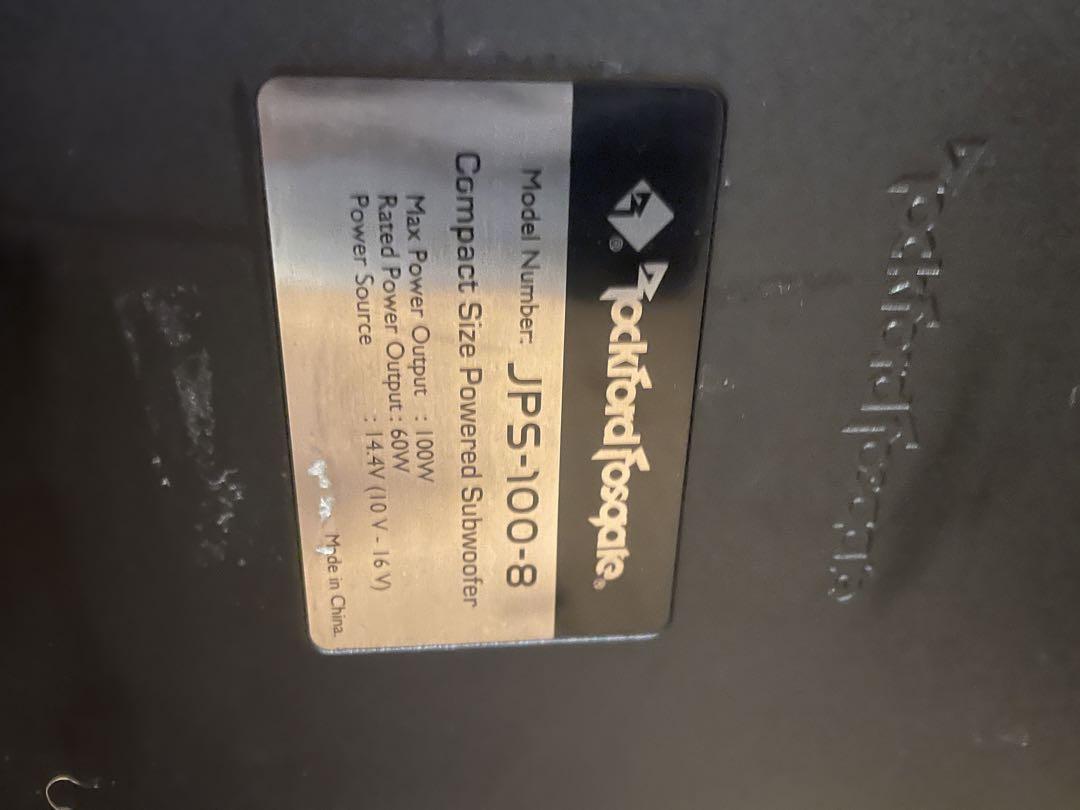 Rockford Fosgate
® Rockford Fosgate®
Model Number: JPS-100-8
Compact Size Powered Subwoofer
Max Power Output : 100W
Rated Power Output : 60W
Power Source : 14.4V (10 V - 16 V)
Made in China.